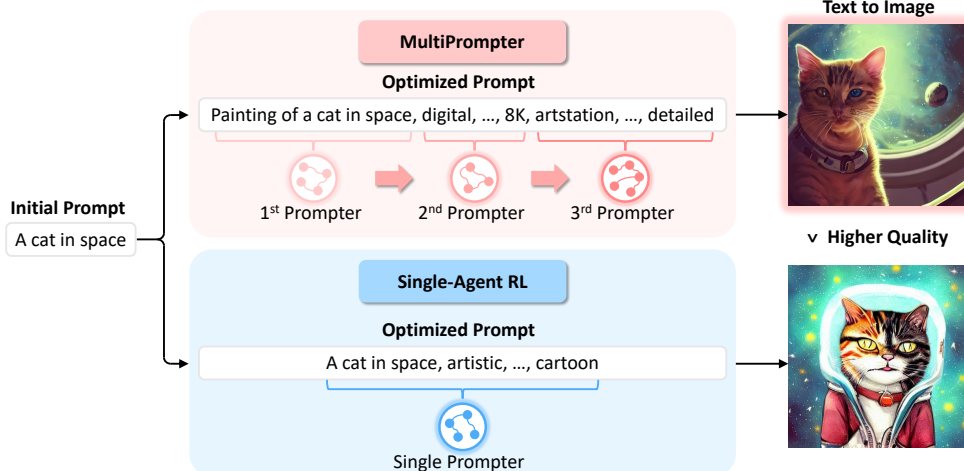 Text to Image
MultiPrompter
Optimized Prompt
Painting of a cat in space, digital, ..., 8K, artstation, ..., detailed
1st Prompter
2nd Prompter
3rd Prompter
Initial Prompt
A cat in space
v Higher Quality
Single-Agent RL
Optimized Prompt
A cat in space, artistic, ..., cartoon
Single Prompter